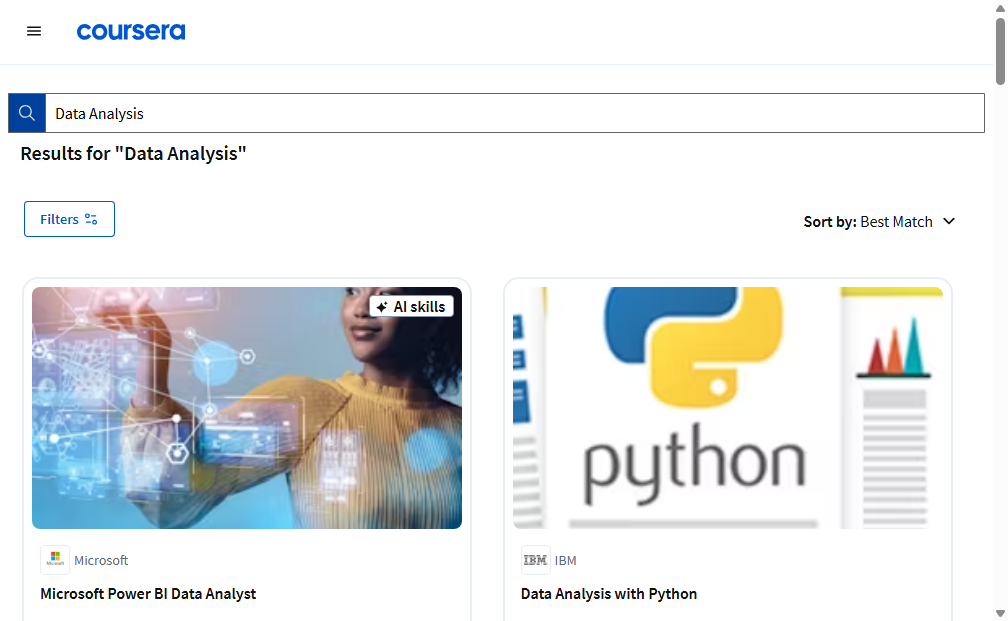 coursera
Data Analysis
Results for "Data Analysis"
Filters
Sort by: Best Match
AI skills
python
Microsoft
Microsoft
IBM
IBM
Microsoft Power BI Data Analyst
Data Analysis with Python